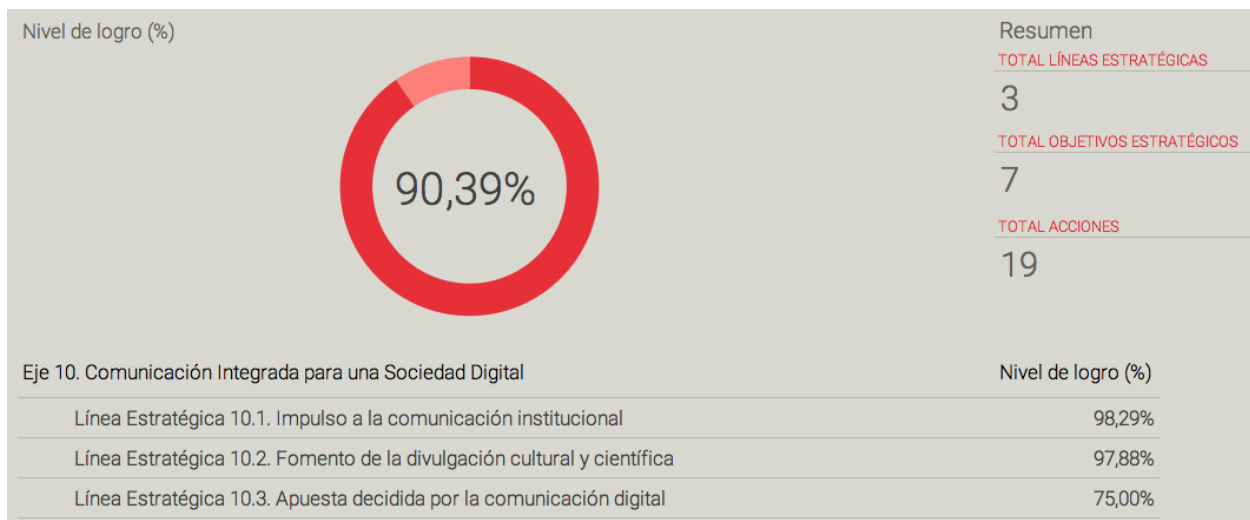 Nivel de logro (%)
90,39%
Resumen
TOTAL LÍNEAS ESTRATÉGICAS
3
TOTAL OBJETIVOS ESTRATÉGICOS
7
TOTAL ACCIONES
19
Eje 10. Comunicación Integrada para una Sociedad Digital Nivel de logro (%)
Línea Estratégica 10.1. Impulso a la comunicación institucional 98,29%
Línea Estratégica 10.2. Fomento de la divulgación cultural y científica 97,88%
Línea Estratégica 10.3. Apuesta decidida por la comunicación digital 75,00%